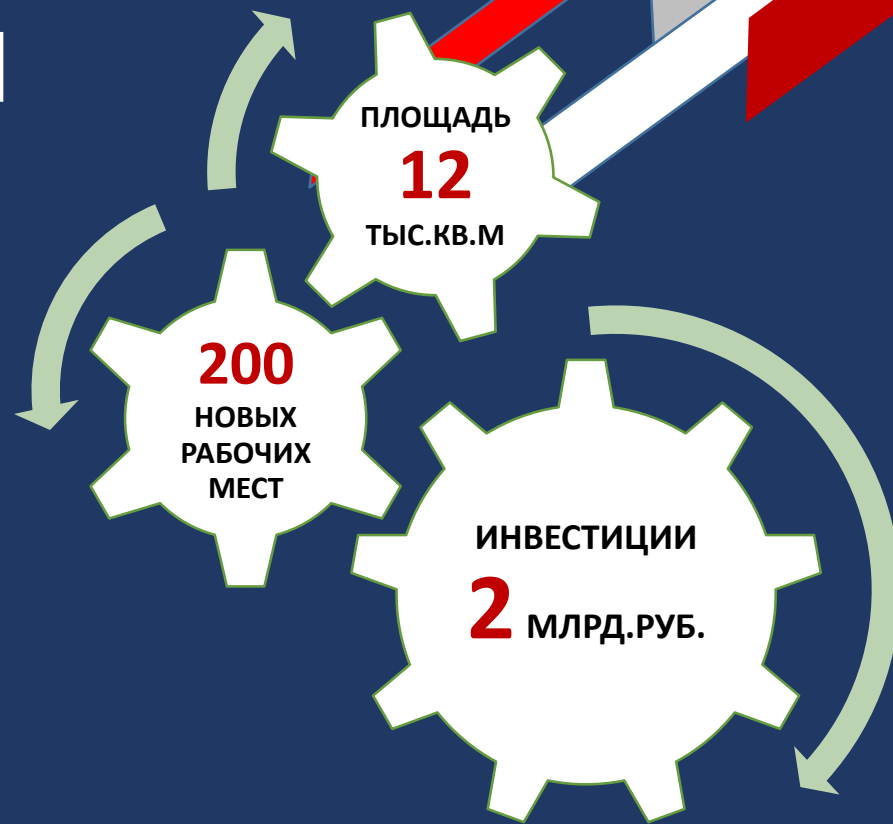 ПЛОЩАДЬ
12
ТЫС.КВ.М
200
НОВЫХ
РАБОЧИХ
МЕСТ
ИНВЕСТИЦИИ
2 МЛРД.РУБ.